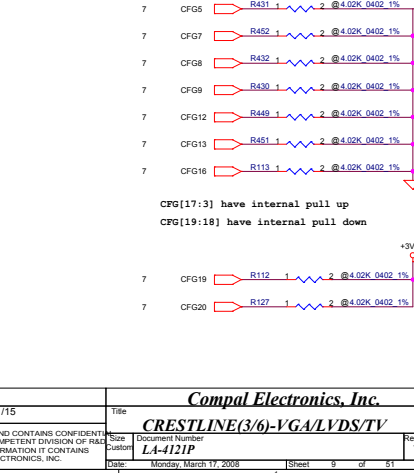 7 CFG5 R431 1 2 @4.02K_0402_1%
7 CFG7 R452 1 2 @4.02K_0402_1%
7 CFG8 R432 1 2 @4.02K_0402_1%
7 CFG9 R430 1 2 @4.02K_0402_1%
7 CFG12 R449 1 2 @4.02K_0402_1%
7 CFG13 R451 1 2 @4.02K_0402_1%
7 CFG16 R113 1 2 @4.02K_0402_1%
CFG[17:3] have internal pull up
CFG[19:18] have internal pull down
+3V
7 CFG19 R112 1 2 @4.02K_0402_1%
7 CFG20 R127 1 2 @4.02K_0402_1%
/15
Compal Electronics, Inc.
Title
CRESTLINE(3/6)-VGA/LVDS/TV
ND CONTAINS CONFIDENTI
MPETENT DIVISION OF R&D
RMATION IT CONTAINS
CTRONICS, INC.
Size Document Number Re
Custom LA-4121P
Date: Monday, March 17, 2008 Sheet 9 of 51